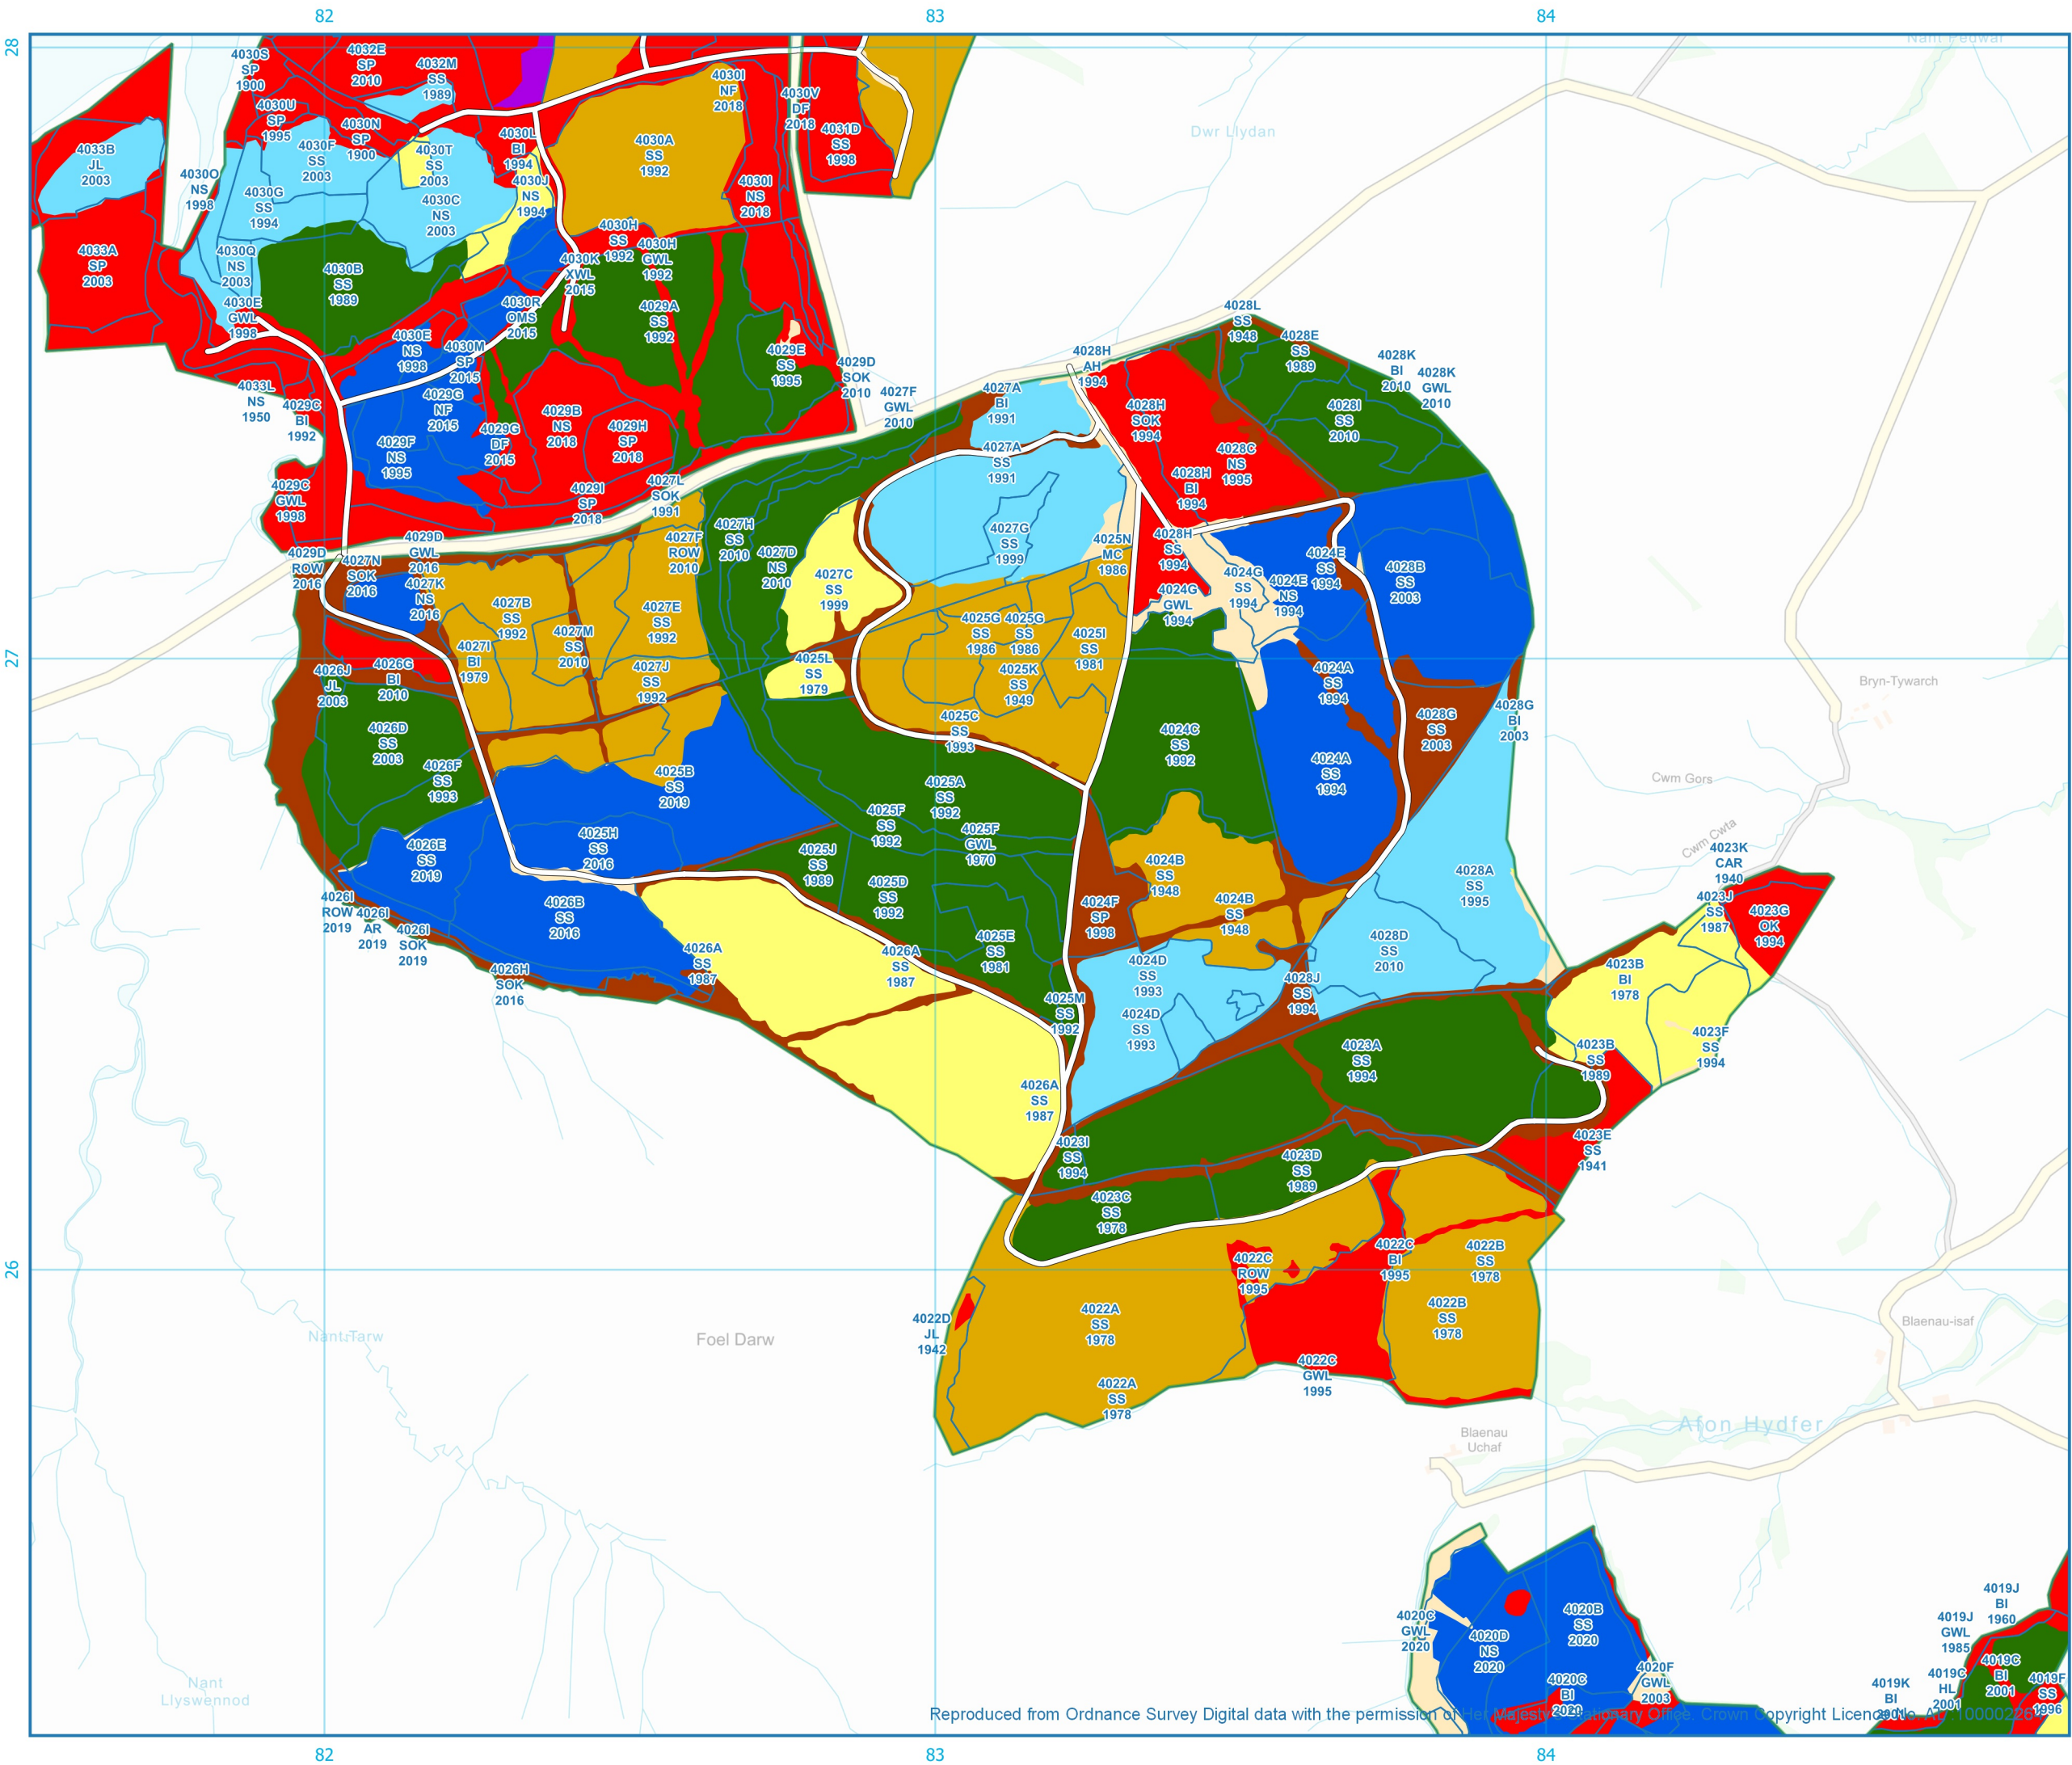 82
83
84
28
Nant Pedwar
4030S
SP
1900
4032E
SP
2010
4032M
SS
1989
4030I
NF
2018
4030V
DF
2018
4030U
SP
1995
4030N
SP
1900
4030L
BI
1994
4031D
SS
1998
Dwr Llydan
4033B
JL
2003
4030F
SS
2003
4030T
SS
2003
4030A
SS
1992
4030O
NS
1998
4030G
SS
1994
4030C
NS
2003
4030J
NS
1994
4030I
NS
2018
4033A
SP
2003
4030Q
NS
2003
4030B
SS
1989
4030H
SS
1992
4030H
GWL
1992
4030K
XWL
2015
4030E
GWL
1998
4030R
OMS
2015
4029A
SS
1992
4030E
NS
1998
4030M
SP
2015
4029E
SS
1995
4029D
SOK
2010
4028L
SS
1948
4028E
SS
1989
4028H
AH
1994
4028K
BI
2010
4028K
GWL
2010
4033L
NS
1950
4029C
BI
1992
4029G
NF
2015
4029G
DF
2015
4029B
NS
2018
4029H
SP
2018
4027F
GWL
2010
4027A
BI
1991
4028H
SOK
1994
4028I
SS
2010
4029F
NS
1995
4029C
GWL
1998
4029I
SP
2018
4027L
SOK
1991
4027A
SS
1991
4028H
BI
1994
4028C
NS
1995
4029D
ROW
2016
4027N
SOK
2016
4029D
GWL
2016
4027K
NS
2016
4027F
ROW
2010
4027H
SS
2010
4027D
NS
2010
4027G
SS
1999
4025N
MC
1986
4028H
SS
1994
4024G
SS
1994
4024E
NS
1994
4024E
SS
1994
4028B
SS
2003
27
4027B
SS
1992
4027I
BI
1979
4027M
SS
2010
4027E
SS
1992
4027J
SS
1992
4027C
SS
1999
4025L
SS
1979
4025G
SS
1986
4025G
SS
1986
4025K
SS
1949
4025I
SS
1981
4024G
GWL
1994
4024A
SS
1994
4026J
JL
2003
4026G
BI
2010
4026D
SS
2003
4026F
SS
1993
4025B
SS
2019
4025C
SS
1993
4024C
SS
1992
4024A
SS
1994
4028G
SS
2003
4028G
BI
2003
Bryn-Tywarch
Cwm Gors
Cwm Cwta
4026E
SS
2019
4025H
SS
2016
4025J
SS
1989
4025F
SS
1992
4025A
SS
1992
4025F
GWL
1970
4025D
SS
1992
4024B
SS
1948
4024B
SS
1948
4024F
SP
1998
4028A
SS
1995
4023K
CAR
1940
4023J
SS
1987
4023G
OK
1994
4026I
ROW
2019
4026I
AR
2019
4026I
SOK
2019
4026H
SOK
2016
4026B
SS
2016
4026A
SS
1987
4026A
SS
1987
4025E
SS
1981
4025M
SS
1992
4024D
SS
1993
4024D
SS
1993
4028D
SS
2010
4028J
SS
1994
4023B
BI
1978
4023B
SS
1989
4023F
SS
1994
4026A
SS
1987
4023A
SS
1994
4023I
SS
1994
4023D
SS
1989
4023E
SS
1941
4023C
SS
1978
26
4022C
ROW
1995
4022C
BI
1995
4022B
SS
1978
4022B
SS
1978
4022D
JL
1942
4022A
SS
1978
4022A
SS
1978
4022C
GWL
1995
Nant Tarw
Foel Darw
Blaenau-isaf
Afon Hydfer
Blaenau
Uchaf
4020C
GWL
2020
4020D
NS
2020
4020B
SS
2020
4020C
BI
2020
4020F
GWL
2003
4019J
BI
1960
4019J
GWL
1985
4019K
BI
2001
4019C
HL
2001
4019C
BI
2001
4019F
SS
1996
Nant
Llyswennod
Reproduced from Ordnance Survey Digital data with the permission of Her Majesty's Stationary Office. Crown Copyright Licence No. AL
82
83
84